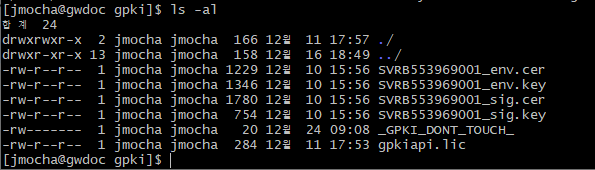 [jmocha@gwdoc gpki]$ ls -al
합계 24
drwxrwxr-x 2 jmocha jmocha 166 12월 11 17:57 ./
drwxr-xr-x 13 jmocha jmocha 158 12월 16 18:49 ../
-rw-r--r-- 1 jmocha jmocha 1229 12월 10 15:56 SVRB553969001_env.cer
-rw-r--r-- 1 jmocha jmocha 1346 12월 10 15:56 SVRB553969001_env.key
-rw-r--r-- 1 jmocha jmocha 1780 12월 10 15:56 SVRB553969001_sig.cer
-rw-r--r-- 1 jmocha jmocha 754 12월 10 15:56 SVRB553969001_sig.key
-rw------- 1 jmocha jmocha 20 12월 24 09:08 _GPKI_DONT_TOUCH_
-rw-r--r-- 1 jmocha jmocha 284 12월 11 17:53 gpkiapi.lic
[jmocha@gwdoc gpki]$